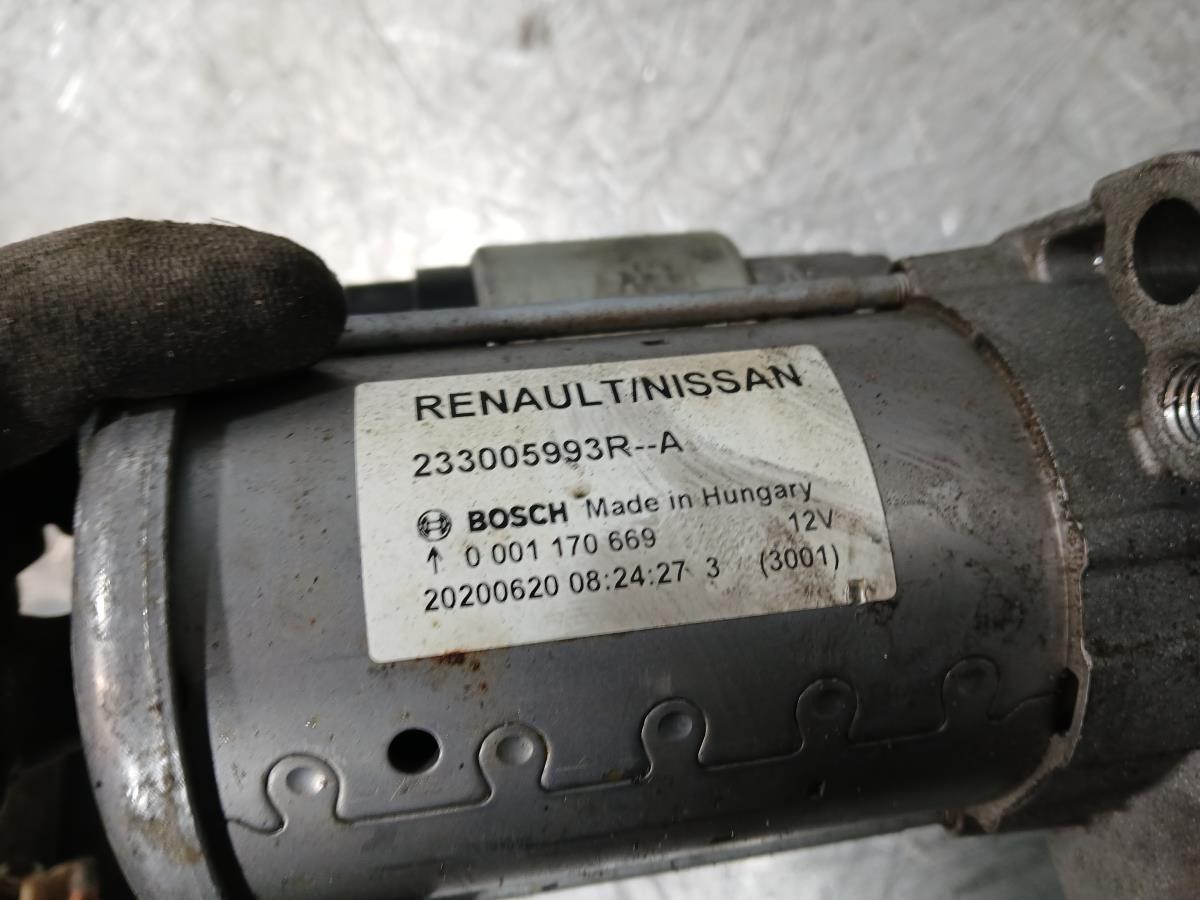 RENAULT/NISSAN
233005993R--A
BOSCH Made in Hungary
0 001 170 669 12V
20200620 08:24:27 3 (3001)